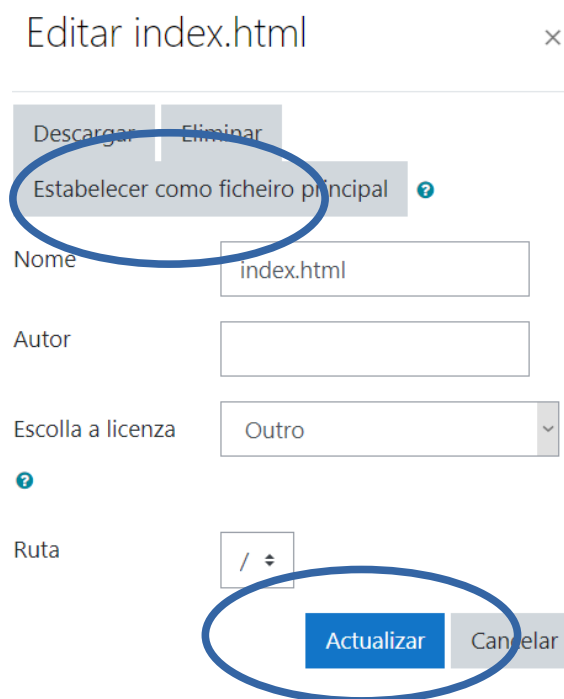 Editar index.html
×
Descargar Eliminar
Estabelecer como ficheiro principal ?
Nome index.html
Autor
Escolla a licenza Outro
?
Ruta /
Actualizar Cancelar